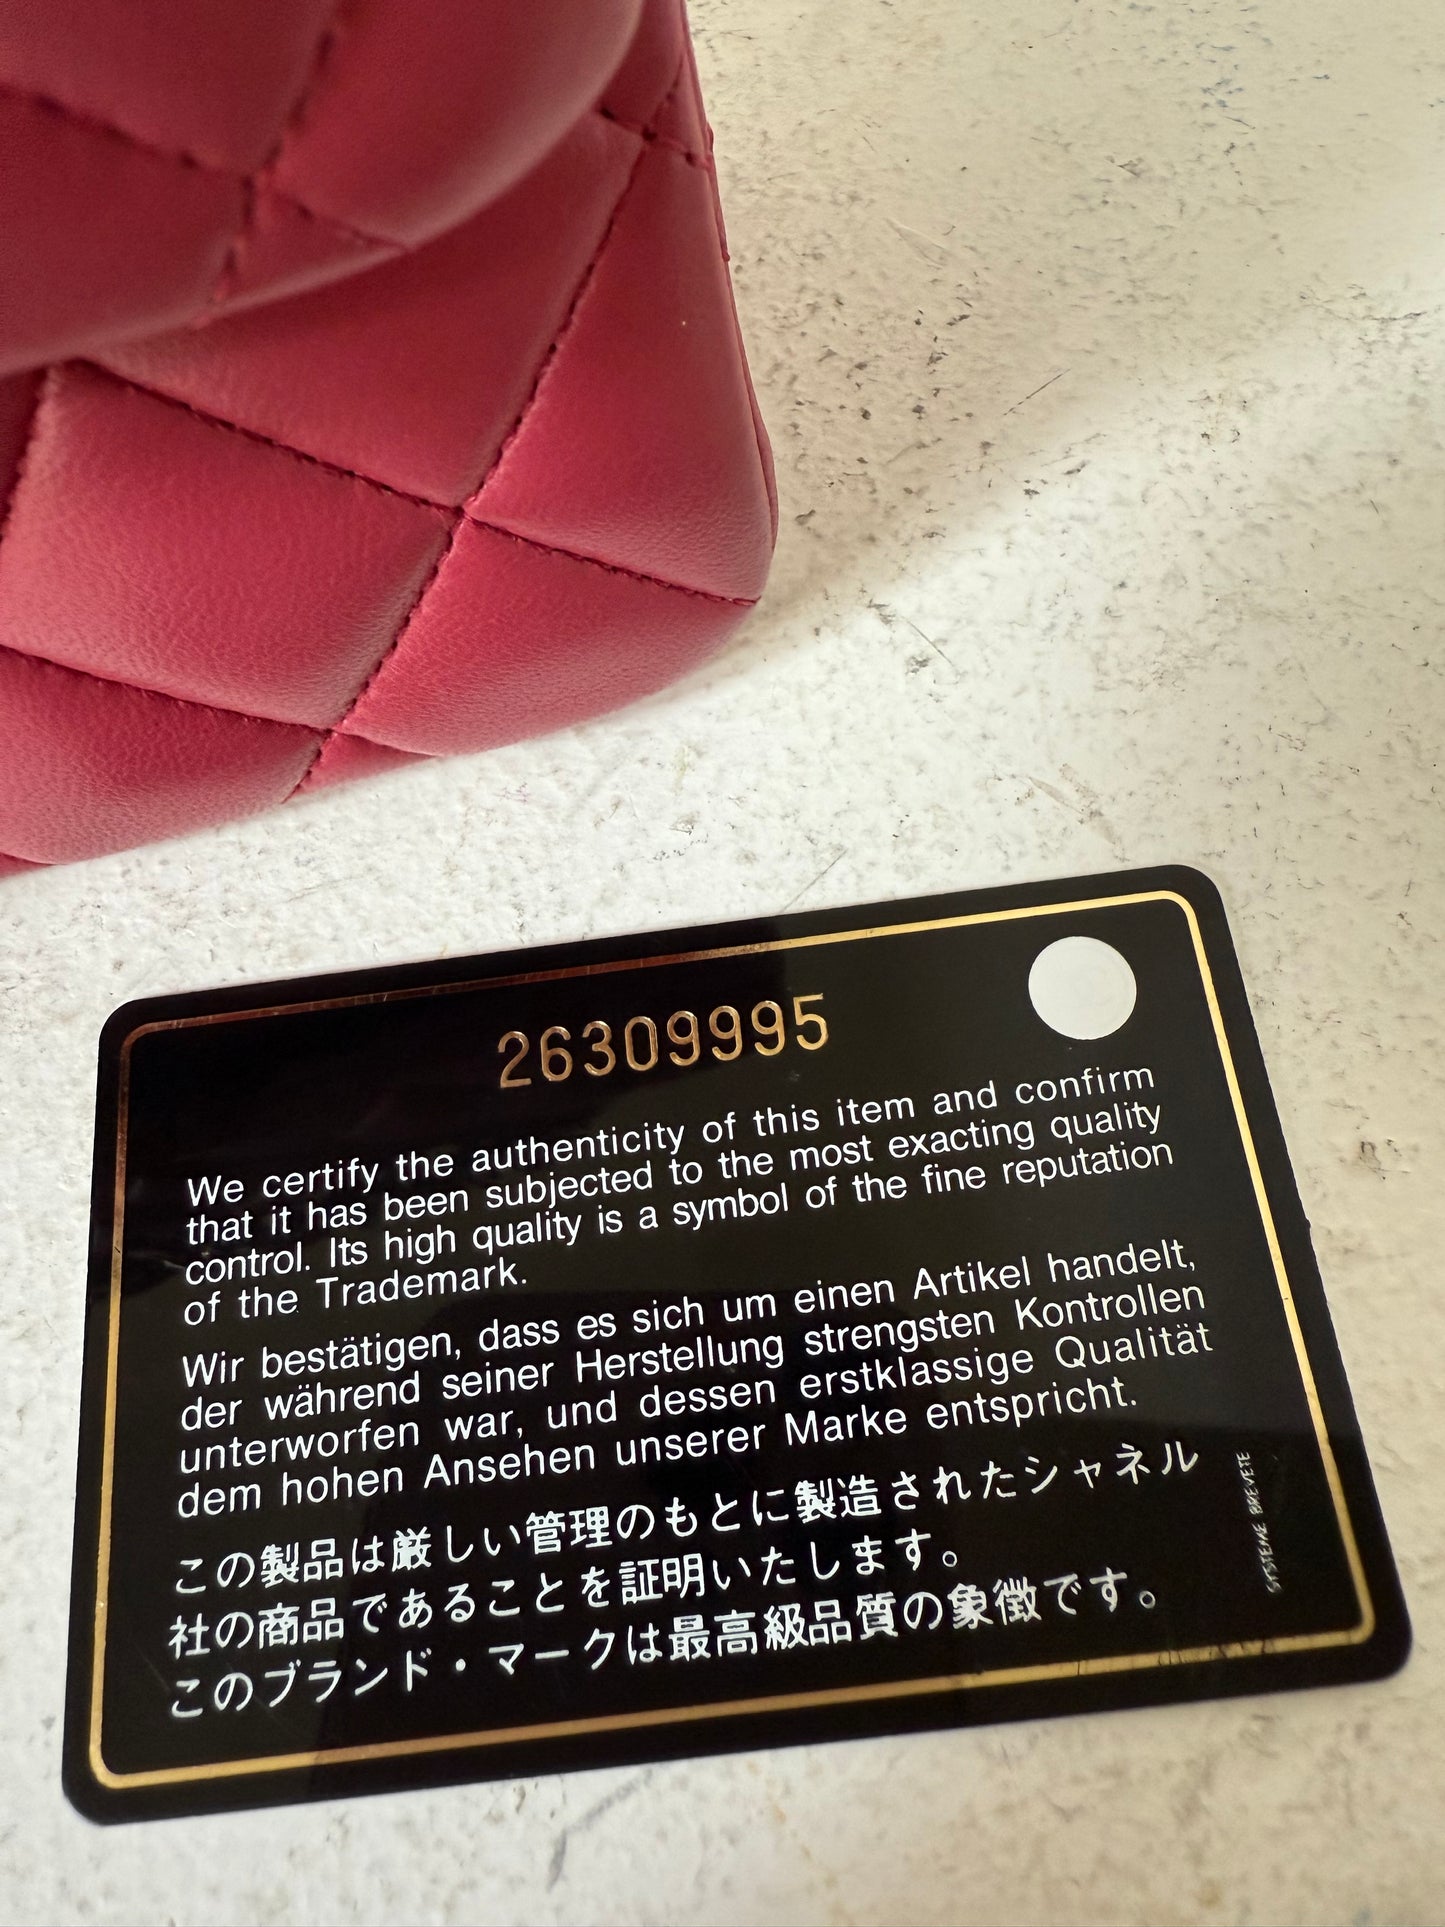 26309995
We certify the authenticity of this item and confirm
that it has been subjected to the most exacting quality
control. Its high quality is a symbol of the fine reputation
of the Trademark.
Wir bestätigen, dass es sich um einen Artikel handelt,
der während seiner Herstellung strengsten Kontrollen
unterworfen war, und dessen erstklassige Qualität
dem hohen Ansehen unserer Marke entspricht.
この製品は厳しい管理のもとに製造されたシャネル
社の商品であることを証明いたします。
このブランド・マークは最高級品質の象徴です。
SYSTEME BREVETE